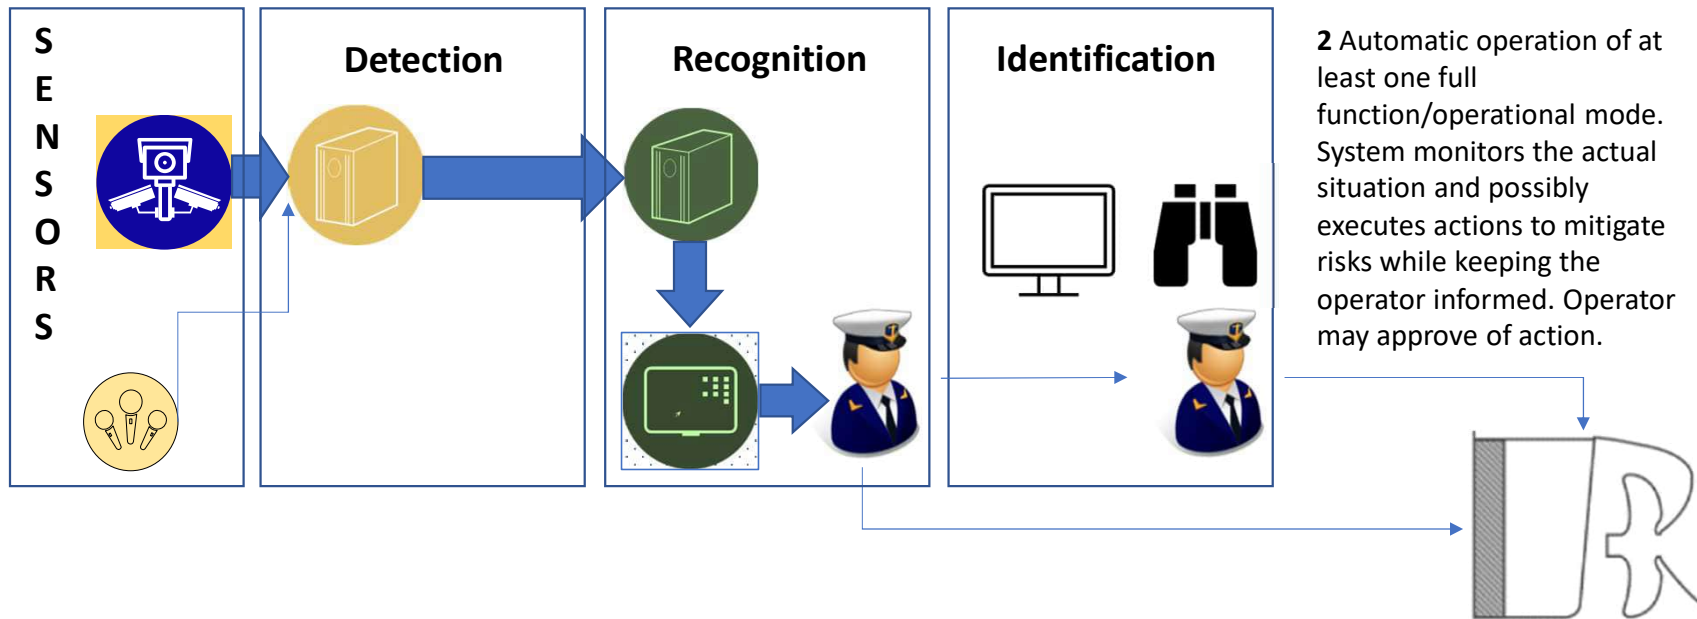 S
E
N
S
O
R
S
Detection
Recognition
Identification
2 Automatic operation of at
least one full
function/operational mode.
System monitors the actual
situation and possibly
executes actions to mitigate
risks while keeping the
operator informed. Operator
may approve of action.